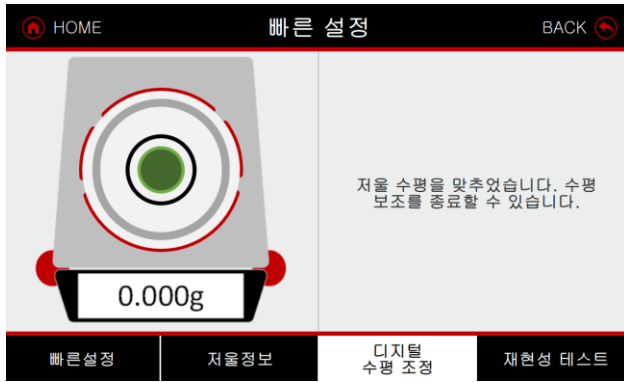 HOME
빠른 설정
BACK
저울 수평을 맞추었습니다. 수평
보조를 종료할 수 있습니다.
0.000g
빠른설정
저울정보
디지털
수평 조정
재현성 테스트